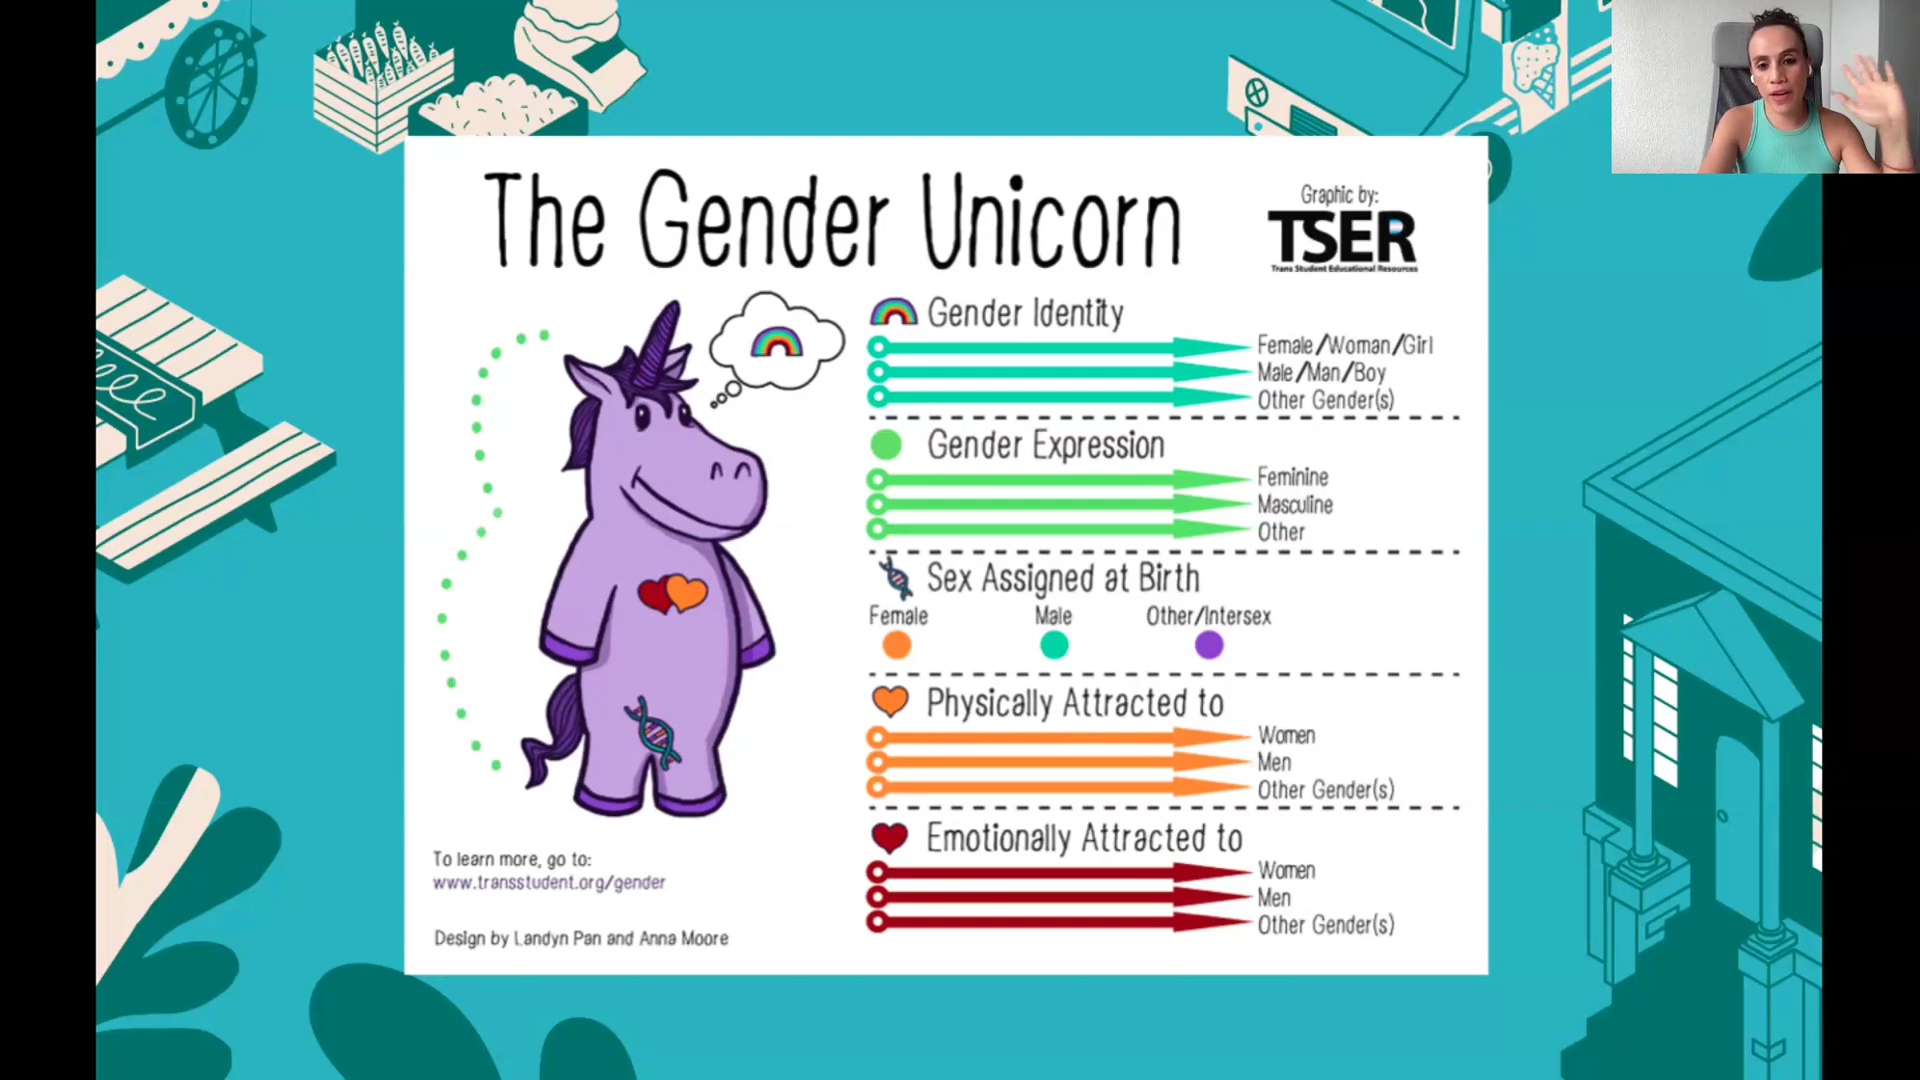 The Gender Unicorn
Graphic by:
TSER
Trans Student Educational Resources
Gender Identity
Female/Woman/Girl
Male/Man/Boy
Other Gender(s)
Gender Expression
Feminine
Masculine
Other
Sex Assigned at Birth
Female Male Other/Intersex
Physically Attracted to
Women
Men
Other Gender(s)
Emotionally Attracted to
Women
Men
Other Gender(s)
To learn more, go to:
www.transstudent.org/gender
Design by Landyn Pan and Anna Moore